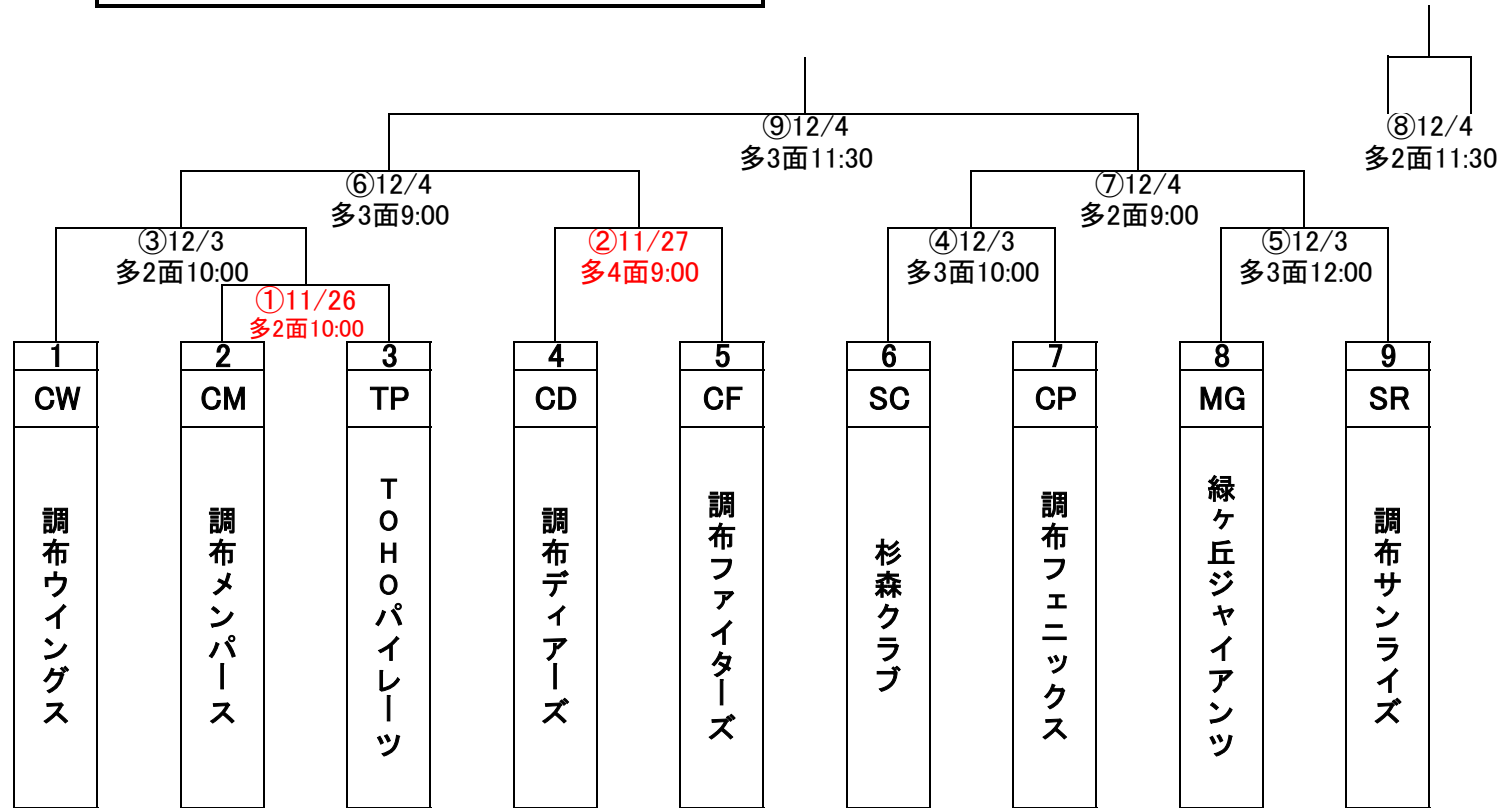 ⑨12/4
多3面11:30
⑧12/4
多2面11:30
⑥12/4
多3面9:00
⑦12/4
多2面9:00
③12/3
多2面10:00
②11/27
多4面9:00
④12/3
多3面10:00
⑤12/3
多3面12:00
①11/26
多2面10:00
1
2
3
4
5
6
7
8
9
CW
CM
TP
CD
CF
SC
CP
MG
SR
調布ウイングス
調布メンパース
TOHOパイレーツ
調布ディアーズ
調布ファイターズ
杉森クラブ
調布フェニックス
緑ヶ丘ジャイアンツ
調布サンライズ